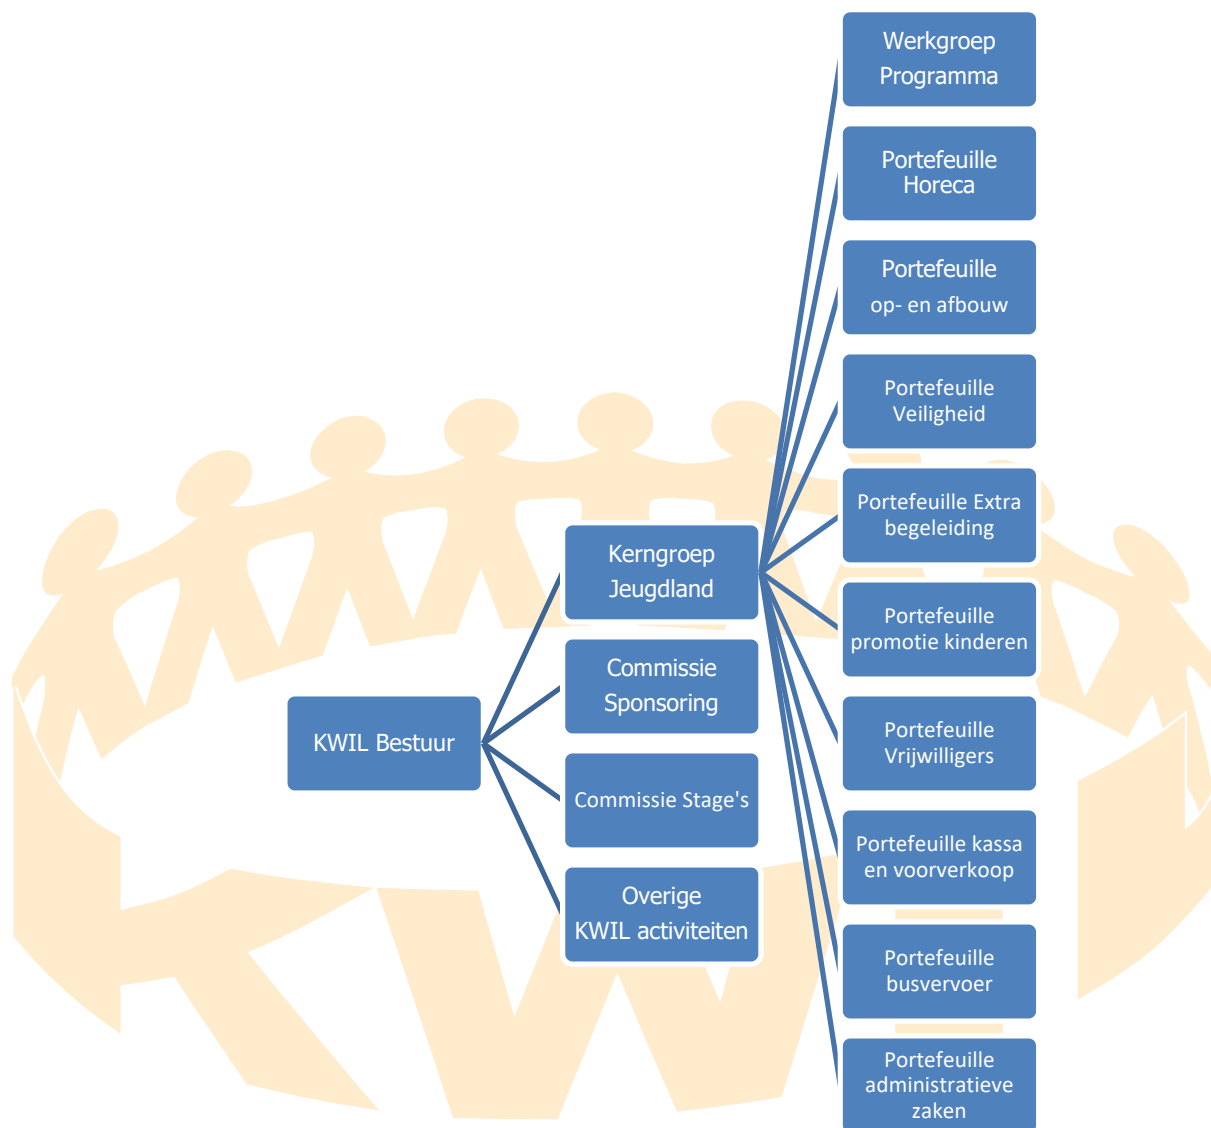 Werkgroep
Programma
Portefeuille
Horeca
Portefeuille
op- en afbouw
Portefeuille
Veiligheid
Portefeuille Extra
begeleiding
Kerngroep
Jeugdland
Portefeuille
promotie kinderen
Commissie
Sponsoring
KWIL Bestuur
Portefeuille
Vrijwilligers
Commissie Stage's
Portefeuille kassa
en voorverkoop
Overige
KWIL activiteiten
Portefeuille
busvervoer
Portefeuille
administratieve
zaken
KWIL